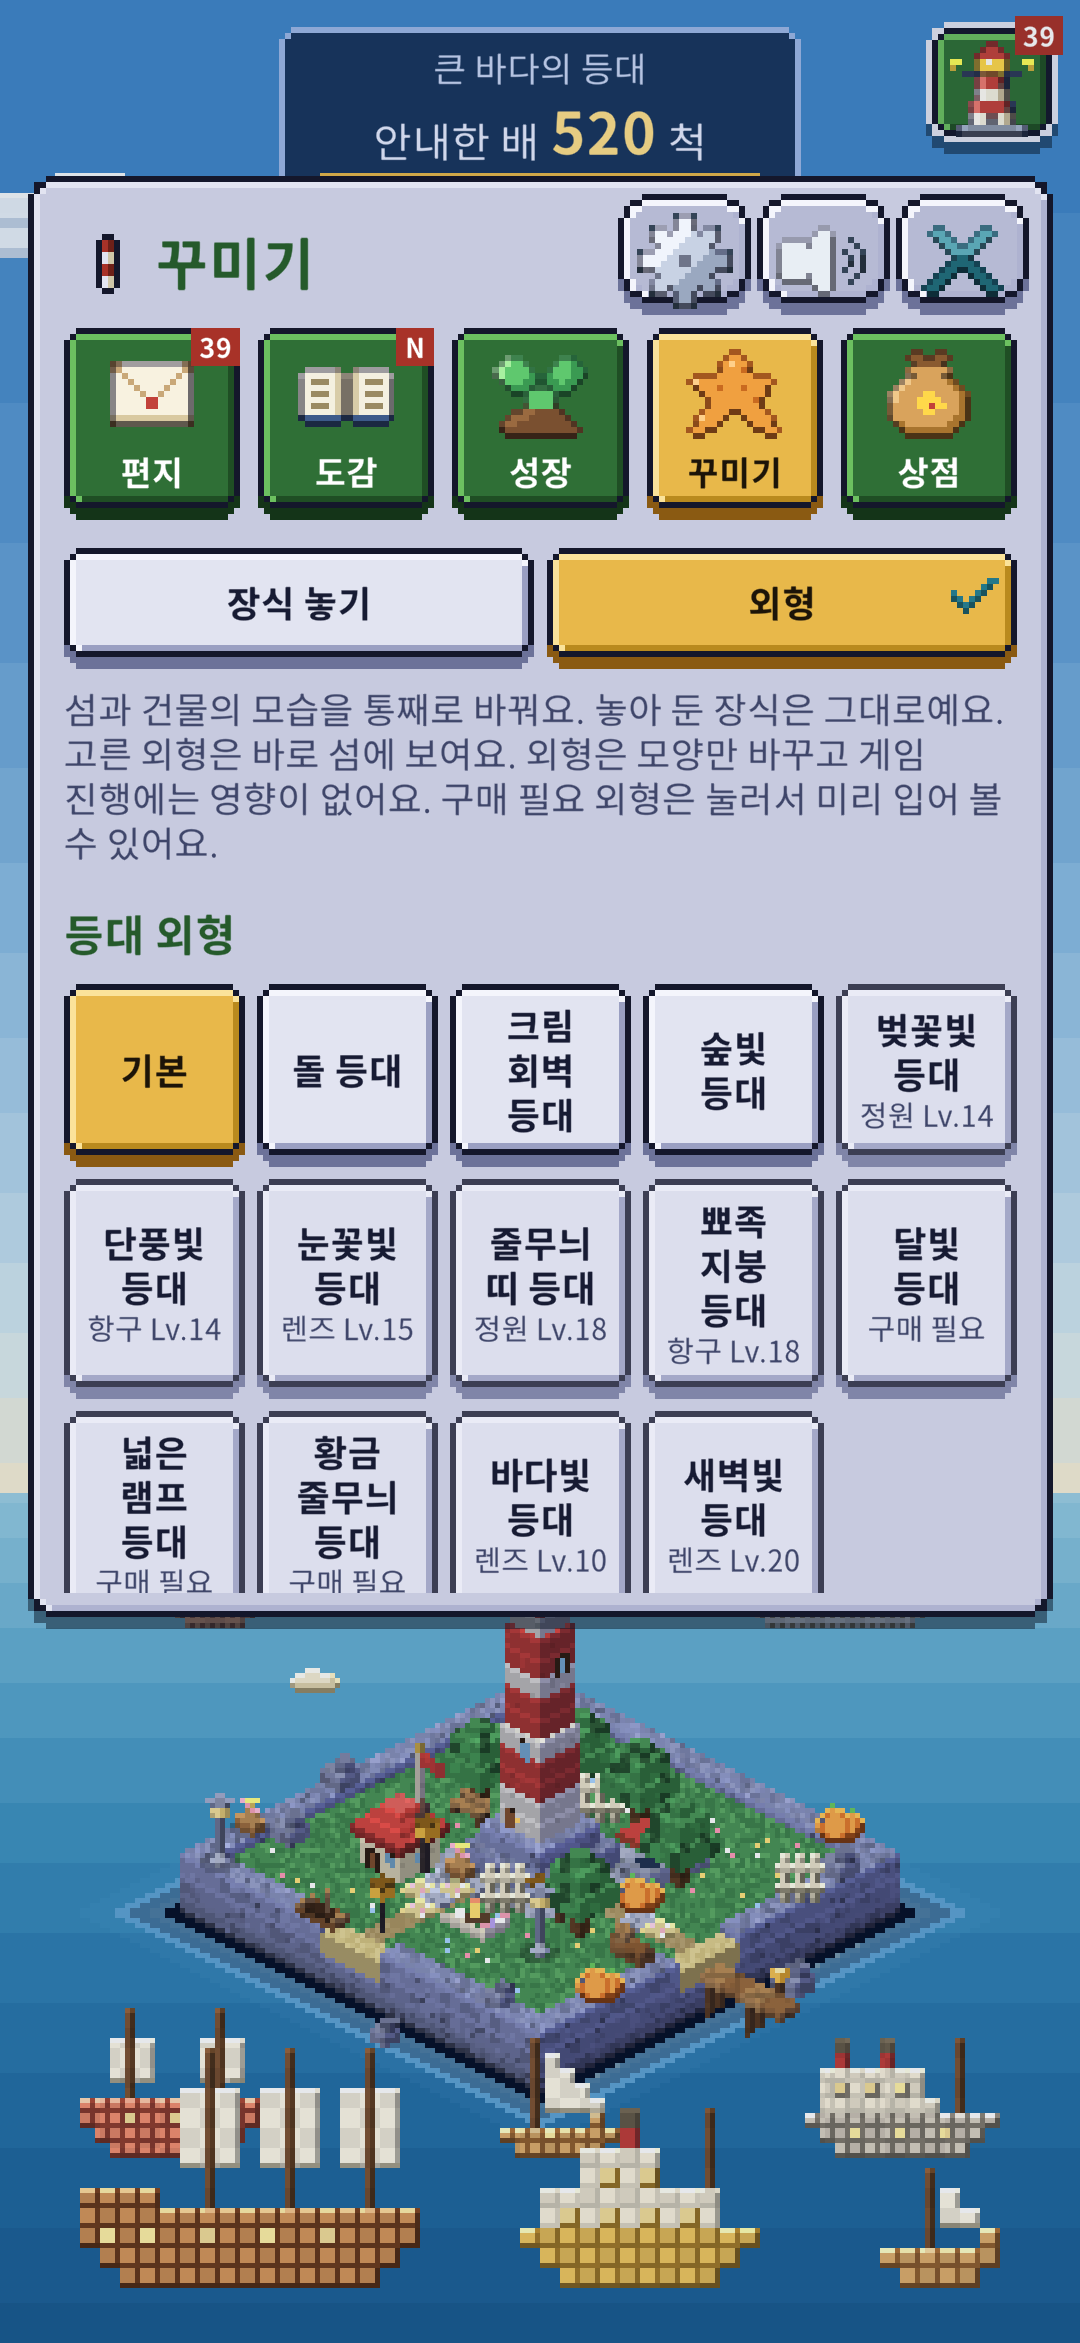 큰 바다의 등대
안내한 배 520 척
39
꾸미기
39
N
편지
도감
성장
꾸미기
상점
장식 놓기
외형
섬과 건물의 모습을 통째로 바꿔요. 놓아 둔 장식은 그대로예요.
고른 외형은 바로 섬에 보여요. 외형은 모양만 바꾸고 게임
진행에는 영향이 없어요. 구매 필요 외형은 눌러서 미리 입어 볼
수 있어요.
등대 외형
기본
돌 등대
크림
회벽
등대
숲빛
등대
벚꽃빛
등대
정원 Lv.14
단풍빛
등대
항구 Lv.14
눈꽃빛
등대
렌즈 Lv.15
줄무늬
띠 등대
정원 Lv.18
뾰족
지붕
등대
항구 Lv.18
달빛
등대
구매 필요
넓은
램프
등대
구매 필요
황금
줄무늬
등대
구매 필요
바다빛
등대
렌즈 Lv.10
새벽빛
등대
렌즈 Lv.20